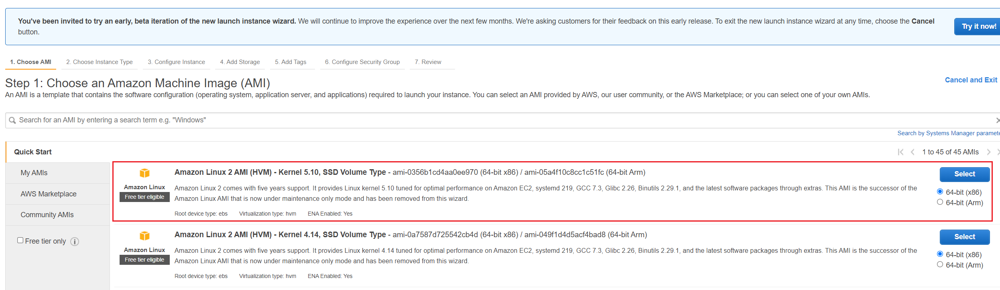 You've been invited to try an early, beta iteration of the new launch instance wizard. We will continue to improve the experience over the next few months. We're asking customers for their feedback on this early release. To exit the new launch instance wizard at any time, choose the Cancel
button.
Try it now!
1. Choose AMI 2. Choose Instance Type 3. Configure Instance 4. Add Storage 5. Add Tags 6. Configure Security Group 7. Review
Step 1: Choose an Amazon Machine Image (AMI)
Cancel and Exit
An AMI is a template that contains the software configuration (operating system, application server, and applications) required to launch your instance. You can select an AMI provided by AWS, our user community, or the AWS Marketplace; or you can select one of your own AMIs.
Search for an AMI by entering a search term e.g. "Windows"
Search by Systems Manager paramete
Quick Start
1 to 45 of 45 AMIs
My AMIs
AWS Marketplace
Community AMIs
Free tier only
Amazon Linux
Free tier eligible
Amazon Linux 2 AMI (HVM) - Kernel 5.10, SSD Volume Type - ami-0356b1cd4aa0ee970 (64-bit x86) / ami-05a4f10c8cc1c51fc (64-bit Arm)
Amazon Linux 2 comes with five years support. It provides Linux kernel 5.10 tuned for optimal performance on Amazon EC2, systemd 219, GCC 7.3, Glibc 2.26, Binutils 2.29.1, and the latest software packages through extras. This AMI is the successor of the
Amazon Linux AMI that is now under maintenance only mode and has been removed from this wizard.
Root device type: ebs Virtualization type: hvm ENA Enabled: Yes
Select
64-bit (x86)
64-bit (Arm)
Amazon Linux
Free tier eligible
Amazon Linux 2 AMI (HVM) - Kernel 4.14, SSD Volume Type - ami-0a7587d725542cb4d (64-bit x86) / ami-049f1d4d5acf4bad8 (64-bit Arm)
Amazon Linux 2 comes with five years support. It provides Linux kernel 4.14 tuned for optimal performance on Amazon EC2, systemd 219, GCC 7.3, Glibc 2.26, Binutils 2.29.1, and the latest software packages through extras. This AMI is the successor of the
Amazon Linux AMI that is now under maintenance only mode and has been removed from this wizard.
Root device type: ebs Virtualization type: hvm ENA Enabled: Yes
Select
64-bit (x86)
64-bit (Arm)